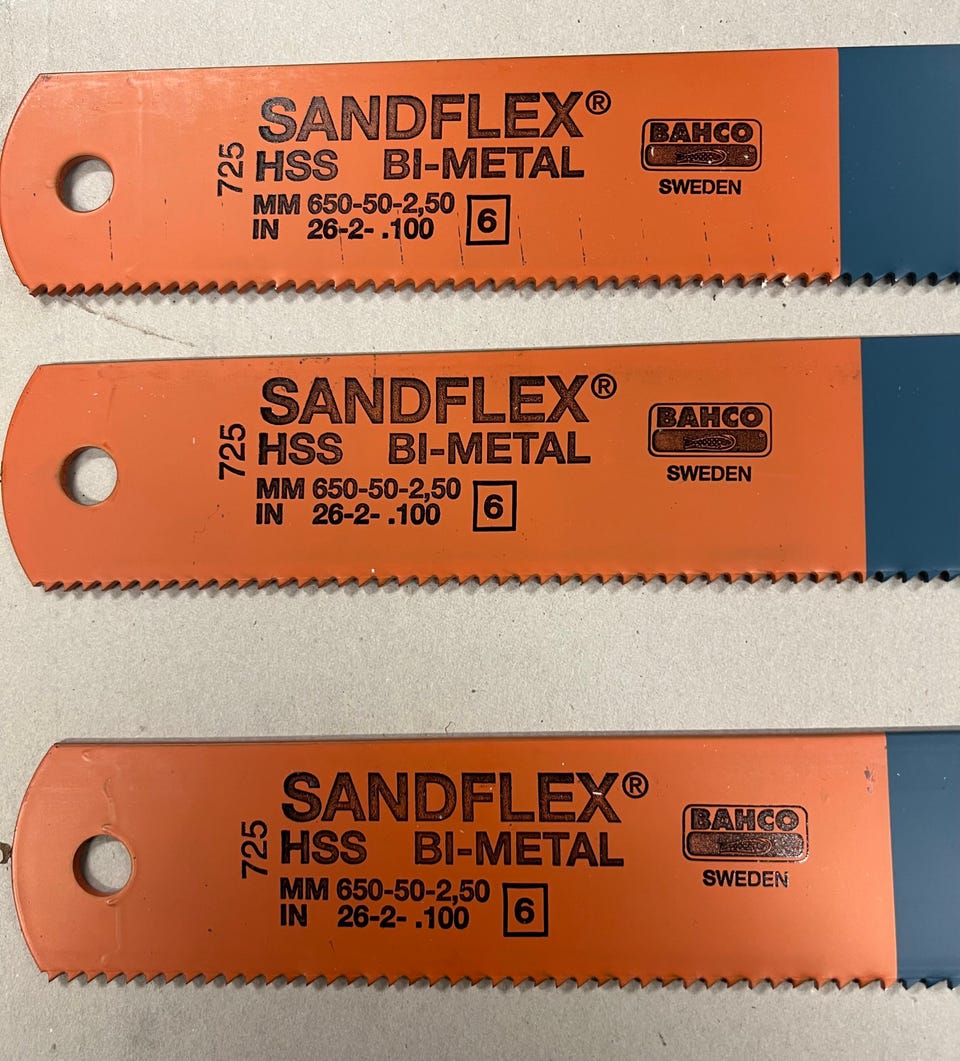 SANDFLEX®
725
HSS BI-METAL
MM 650-50-2,50
IN 26-2- .100
6
BAHCO
SWEDEN
SANDFLEX®
725
HSS BI-METAL
MM 650-50-2,50
IN 26-2- .100
6
BAHCO
SWEDEN
SANDFLEX®
725
HSS BI-METAL
MM 650-50-2,50
IN 26-2- .100
6
BAHCO
SWEDEN